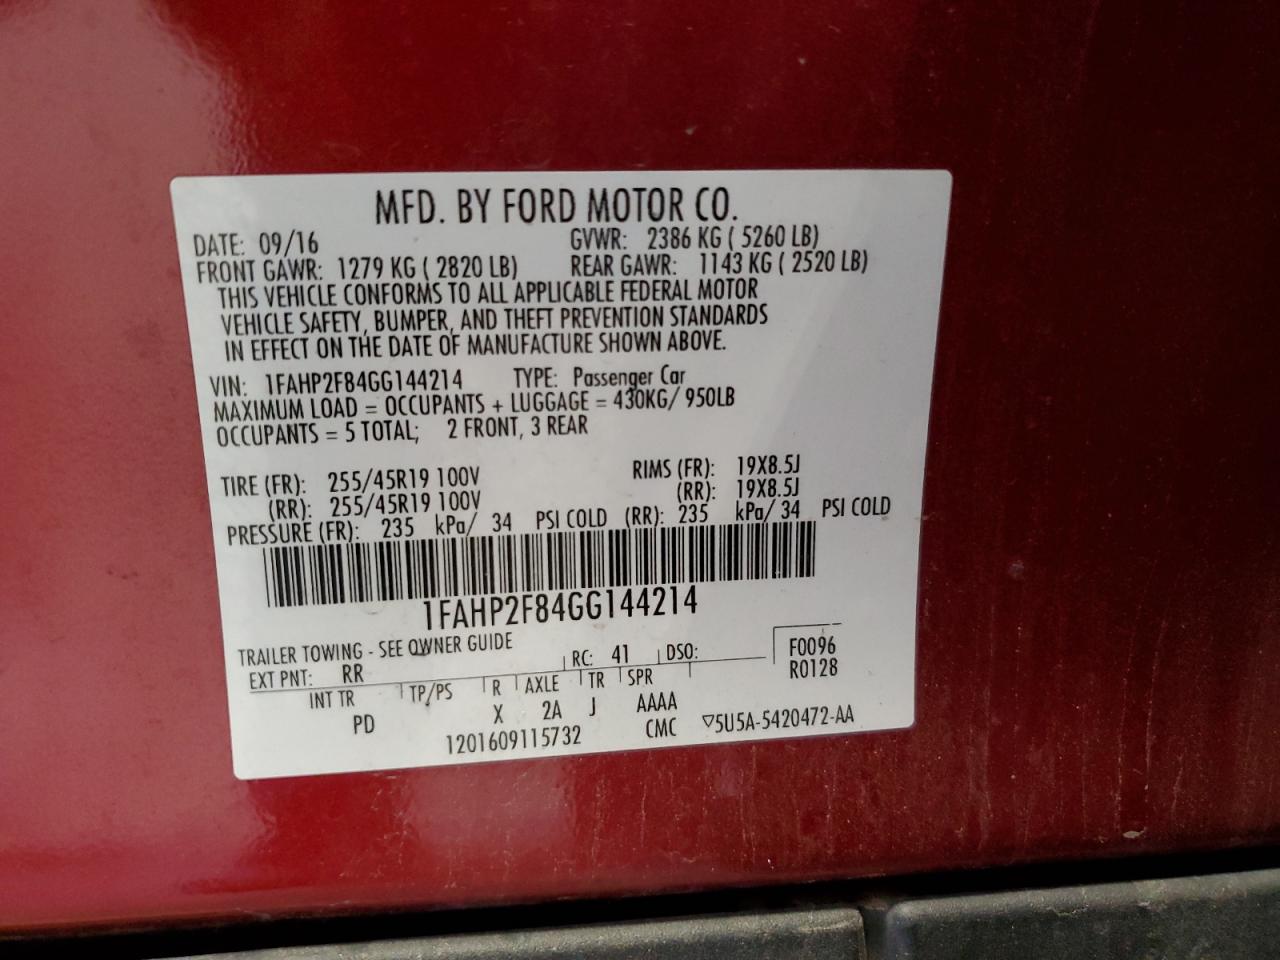 MFD. BY FORD MOTOR CO.
DATE: 09/16 GVWR: 2386 KG ( 5260 LB)
FRONT GAWR: 1279 KG ( 2820 LB) REAR GAWR: 1143 KG ( 2520 LB)
THIS VEHICLE CONFORMS TO ALL APPLICABLE FEDERAL MOTOR
VEHICLE SAFETY, BUMPER, AND THEFT PREVENTION STANDARDS
IN EFFECT ON THE DATE OF MANUFACTURE SHOWN ABOVE.
VIN: 1FAHP2F84GG144214 TYPE: Passenger Car
MAXIMUM LOAD = OCCUPANTS + LUGGAGE = 430KG/ 950LB
OCCUPANTS = 5 TOTAL; 2 FRONT, 3 REAR
TIRE (FR): 255/45R19 100V RIMS (FR): 19X8.5J
(RR): 255/45R19 100V (RR): 19X8.5J
PRESSURE (FR): 235 kPa/ 34 PSI COLD (RR): 235 kPa/ 34 PSI COLD
1FAHP2F84GG144214
TRAILER TOWING - SEE OWNER GUIDE
EXT PNT: RR RC: 41 DSO: F0096
R0128
INT TR TP/PS R AXLE TR SPR
PD X 2A J AAAA
1201609115732 CMC ▽5U5A-5420472-AA